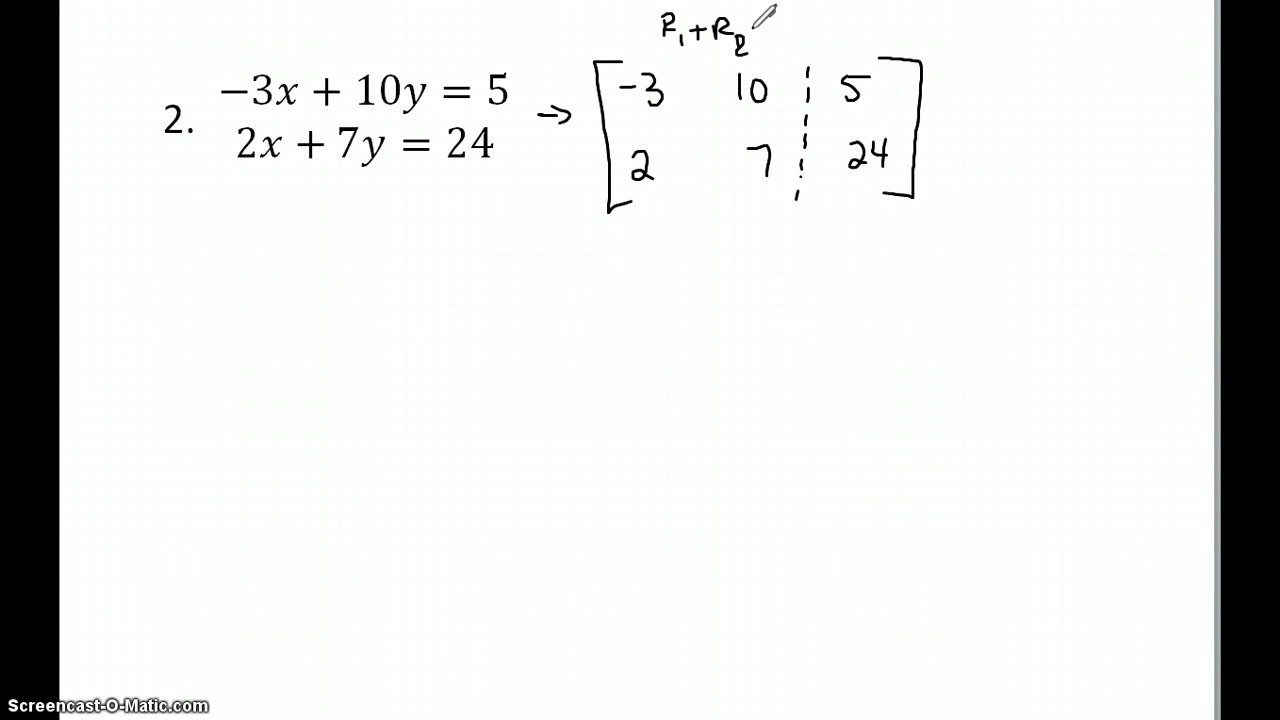 R₁+R₂
2. −3x + 10y = 5 → [ -3 10 ¦ 5 ]
2x + 7y = 24 [ 2 7 ¦ 24 ]
Screencast-O-Matic.com